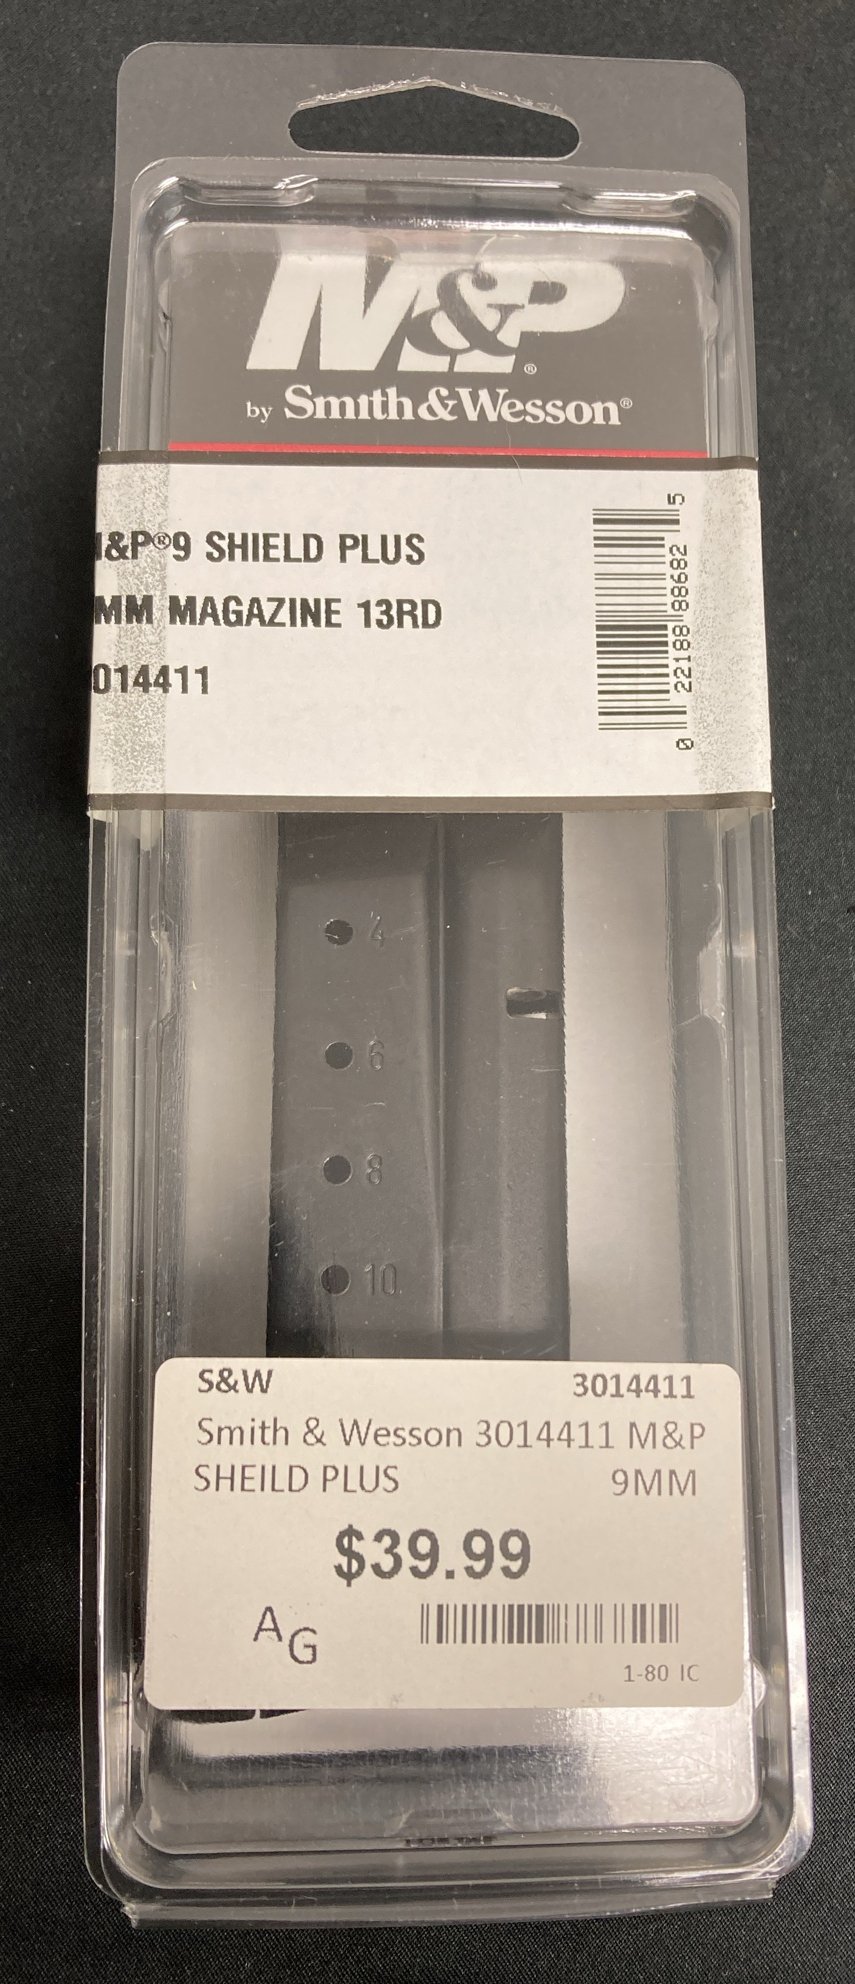 M&P®
by Smith&Wesson®
&P®9 SHIELD PLUS
MM MAGAZINE 13RD
014411
0 22188 88682 5
4
6
8
10
S&W 3014411
Smith & Wesson 3014411 M&P
SHEILD PLUS 9MM
$39.99
AG
1-80 IC